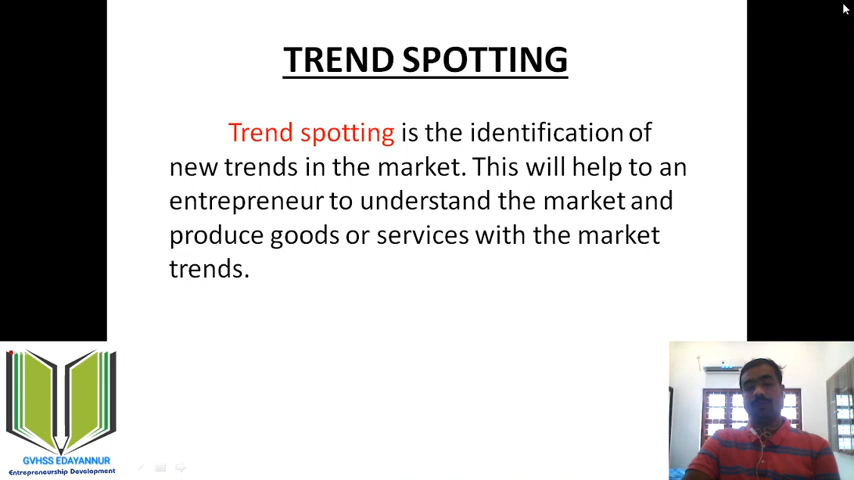 TREND SPOTTING
Trend spotting is the identification of
new trends in the market. This will help to an
entrepreneur to understand the market and
produce goods or services with the market
trends.
GVHSS EDAYANNUR
Entrepreneurship Development